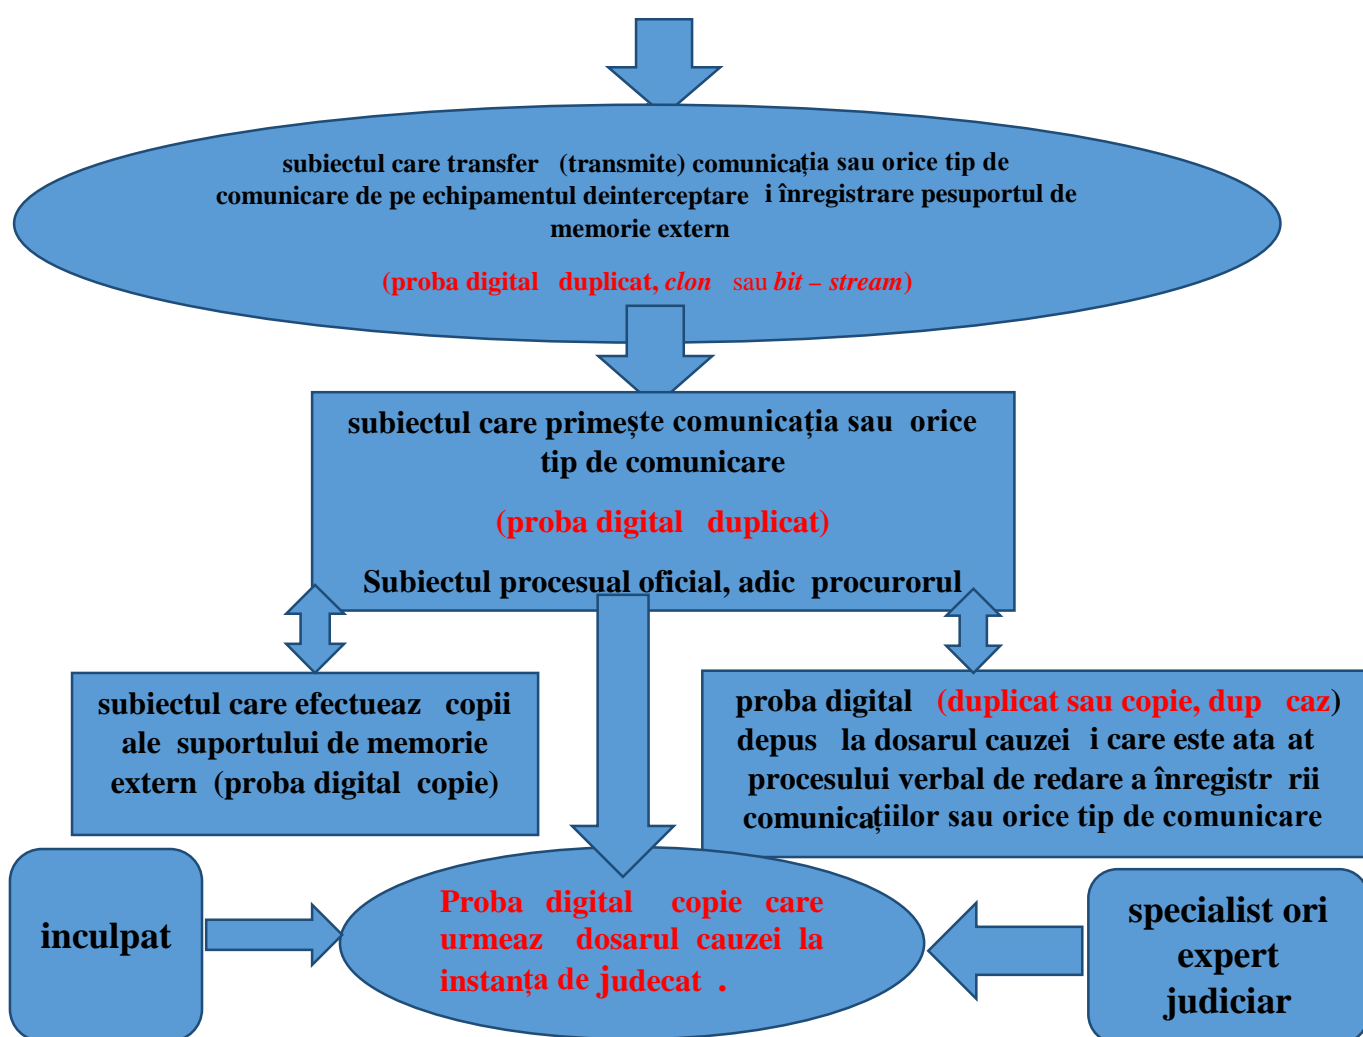 subiectul care transfer (transmite) comunicația sau orice tip de
comunicare de pe echipamentul deinterceptare i înregistrare pesuportul de
memorie extern
(proba digital duplicat, clon sau bit – stream)
subiectul care primește comunicația sau orice
tip de comunicare
(proba digital duplicat)
Subiectul procesual oficial, adic procurorul
subiectul care efectueaz copii
ale suportului de memorie
extern (proba digital copie)
proba digital (duplicat sau copie, dup caz)
depus la dosarul cauzei i care este ata at
procesului verbal de redare a înregistr rii
comunicațiilor sau orice tip de comunicare
inculpat
Proba digital copie care
urmeaz dosarul cauzei la
instanța de judecat .
specialist ori
expert
judiciar